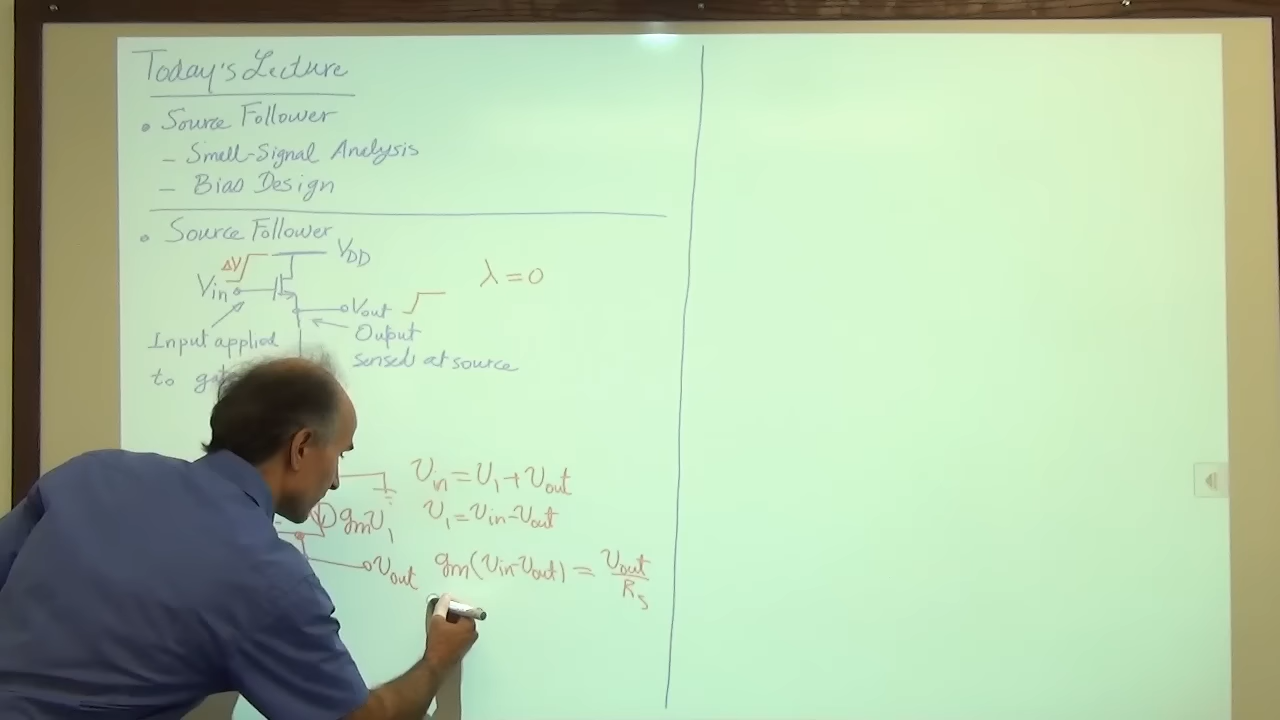 Today's Lecture
• Source Follower
– Small-Signal Analysis
– Bias Design
• Source Follower
VDD
ΔV
λ = 0
Vin
Vout
Input applied
Output
sensed at source
to
Vin = V1 + Vout
gmV1
V1 = Vin - Vout
Vout
gm(Vin - Vout) = Vout / RS